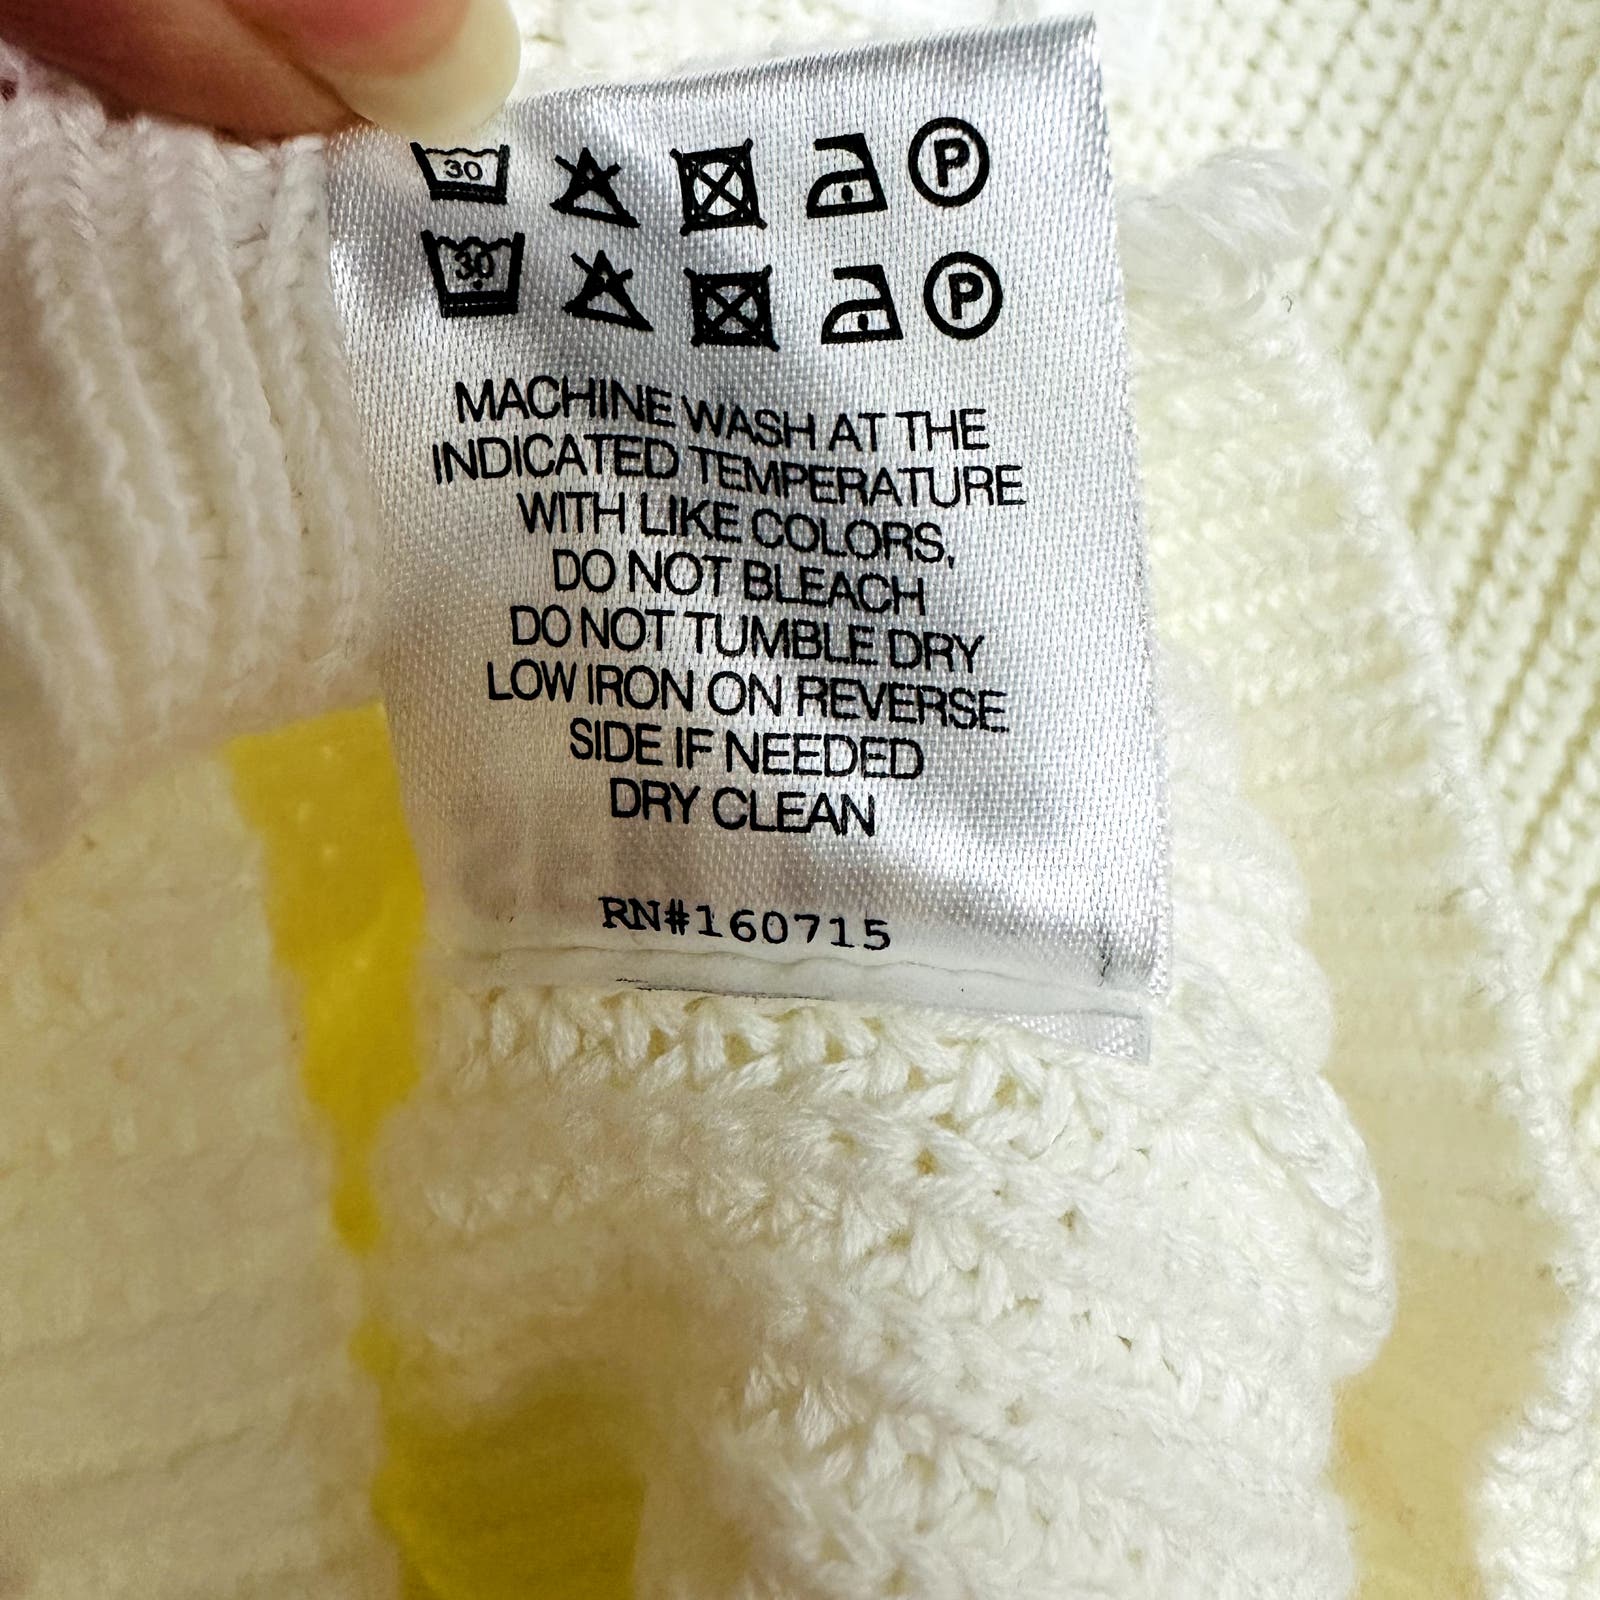 30 P
30 P
MACHINE WASH AT THE
INDICATED TEMPERATURE
WITH LIKE COLORS,
DO NOT BLEACH
DO NOT TUMBLE DRY
LOW IRON ON REVERSE
SIDE IF NEEDED
DRY CLEAN
RN#160715